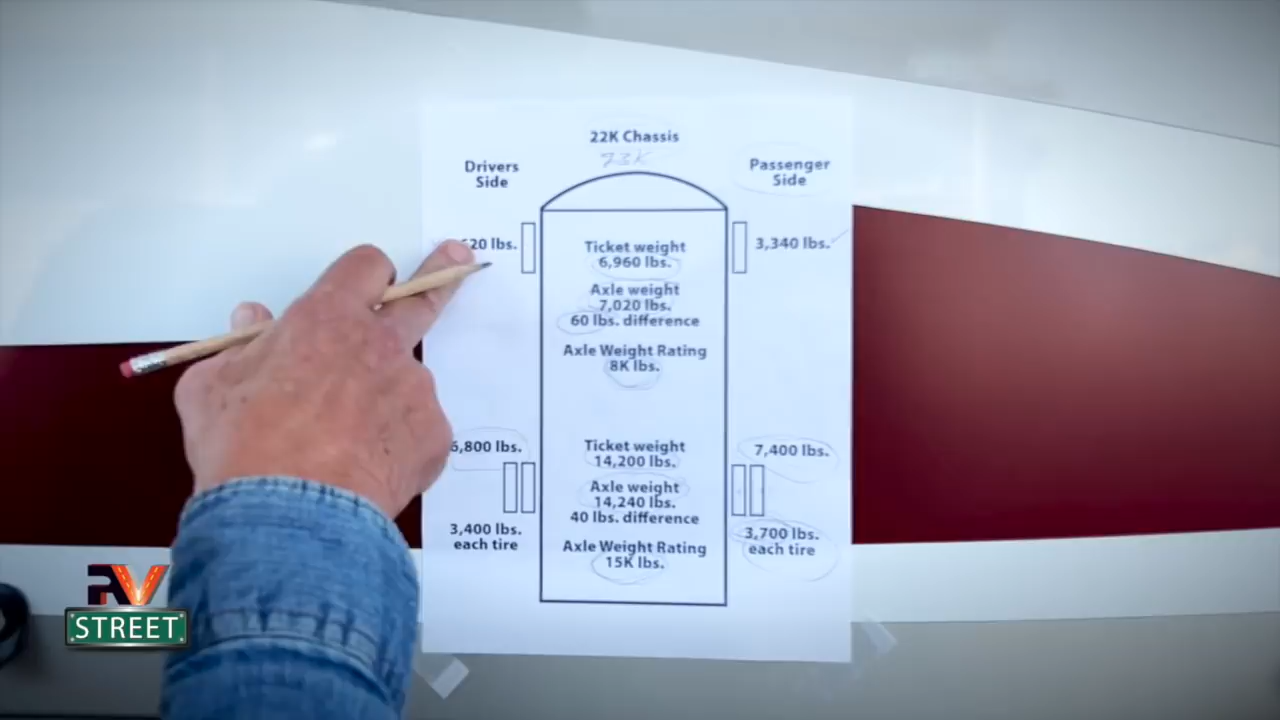 22K Chassis
23K
Drivers
Side
Passenger
Side
620 lbs.
3,340 lbs.
Ticket weight
6,960 lbs.
Axle weight
7,020 lbs.
60 lbs. difference
Axle Weight Rating
8K lbs.
6,800 lbs.
7,400 lbs.
Ticket weight
14,200 lbs.
Axle weight
14,240 lbs.
40 lbs. difference
3,400 lbs.
each tire
3,700 lbs.
each tire
Axle Weight Rating
15K lbs.
RV
STREET